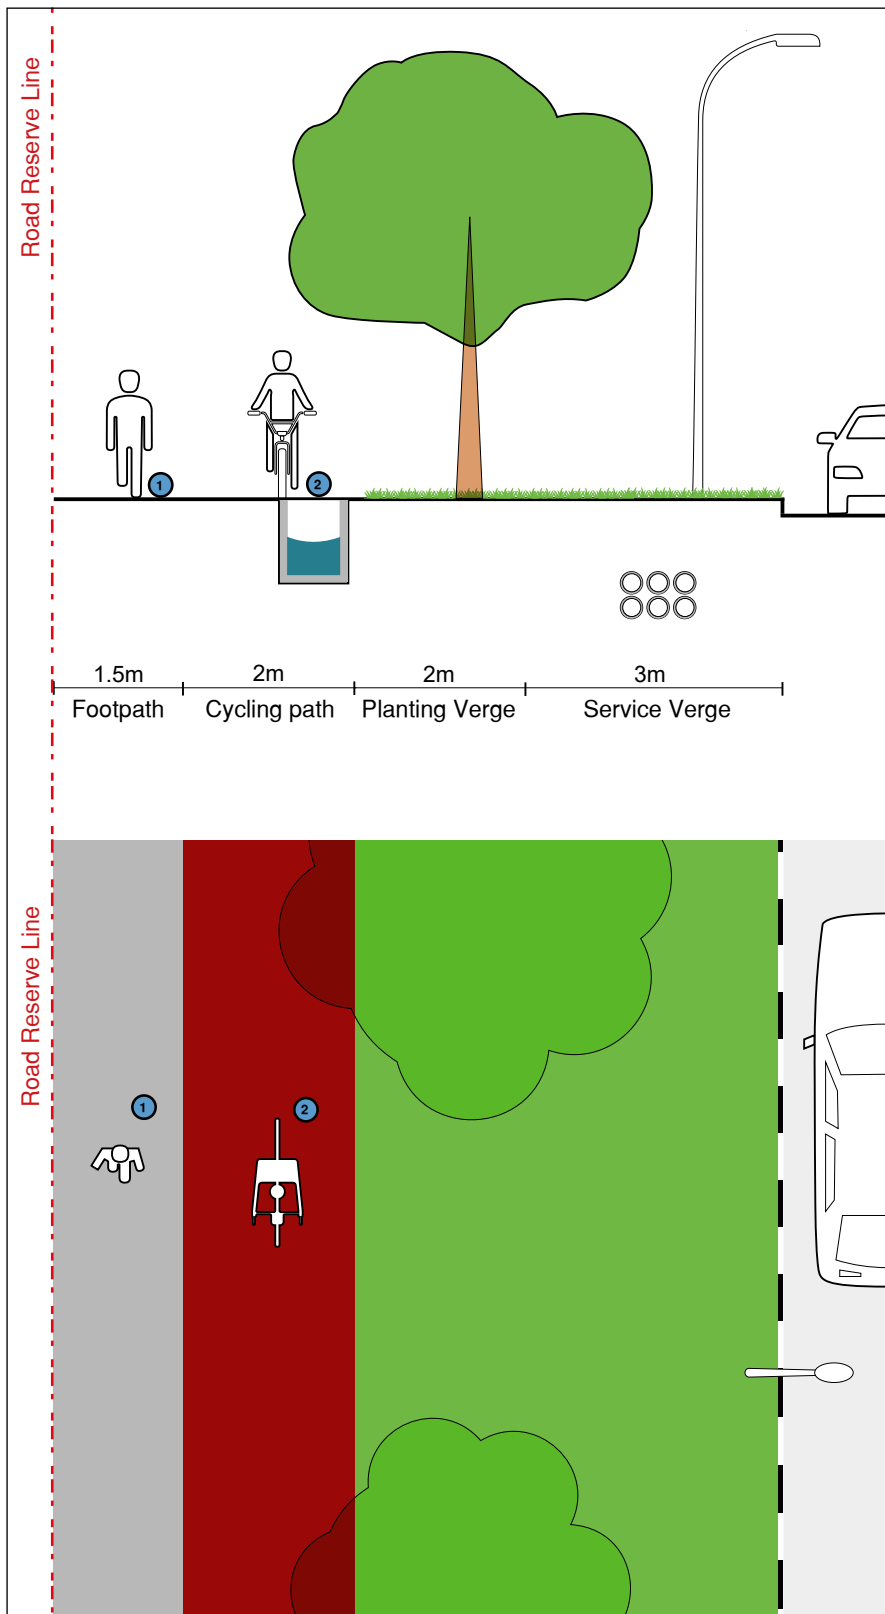 Road Reserve Line
1
2
1.5m
2m
2m
3m
Footpath
Cycling path
Planting Verge
Service Verge
Road Reserve Line
1
2